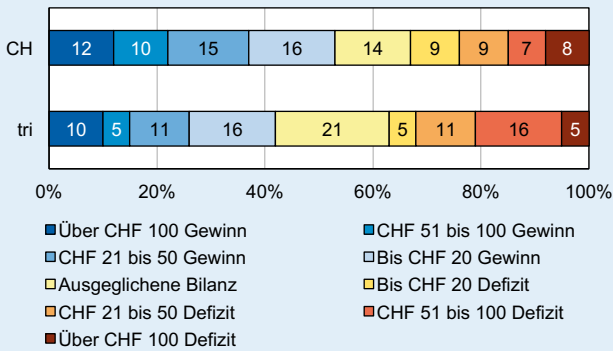 CH 12 10 15 16 14 9 9 7 8
tri 10 5 11 16 21 5 11 16 5
0% 20% 40% 60% 80% 100%
Über CHF 100 Gewinn CHF 51 bis 100 Gewinn
CHF 21 bis 50 Gewinn Bis CHF 20 Gewinn
Ausgeglichene Bilanz Bis CHF 20 Defizit
CHF 21 bis 50 Defizit CHF 51 bis 100 Defizit
Über CHF 100 Defizit